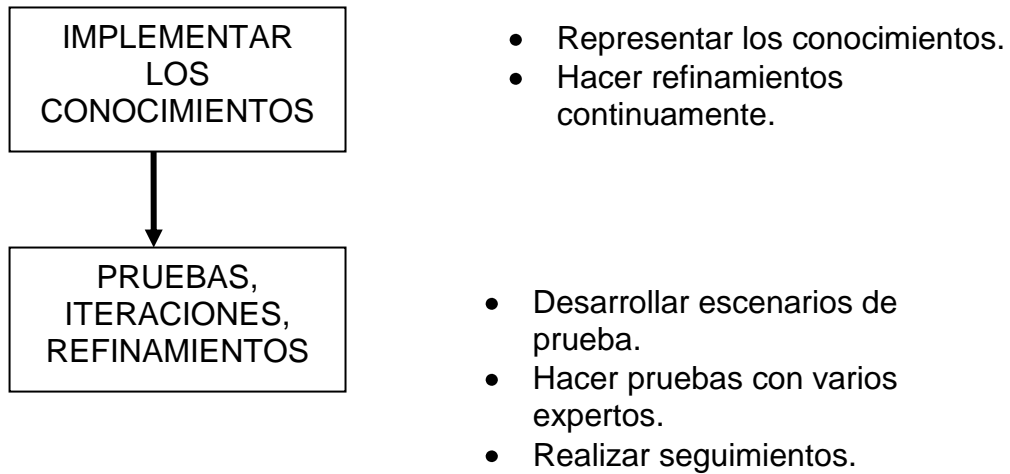 IMPLEMENTAR
LOS
CONOCIMIENTOS
• Representar los conocimientos.
• Hacer refinamientos
continuamente.
PRUEBAS,
ITERACIONES,
REFINAMIENTOS
• Desarrollar escenarios de
prueba.
• Hacer pruebas con varios
expertos.
• Realizar seguimientos.